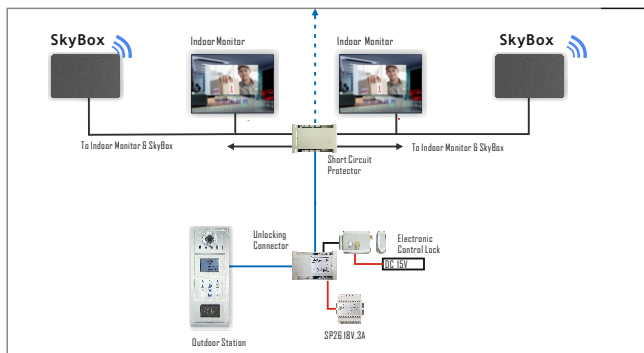 SkyBox
Indoor Monitor
Indoor Monitor
SkyBox
To Indoor Monitor & SkyBox
To Indoor Monitor & SkyBox
Short Circuit
Protector
Unlocking
Connector
Electronic
Control Lock
DC 15V
SP26 18V,3A
Outdoor Station